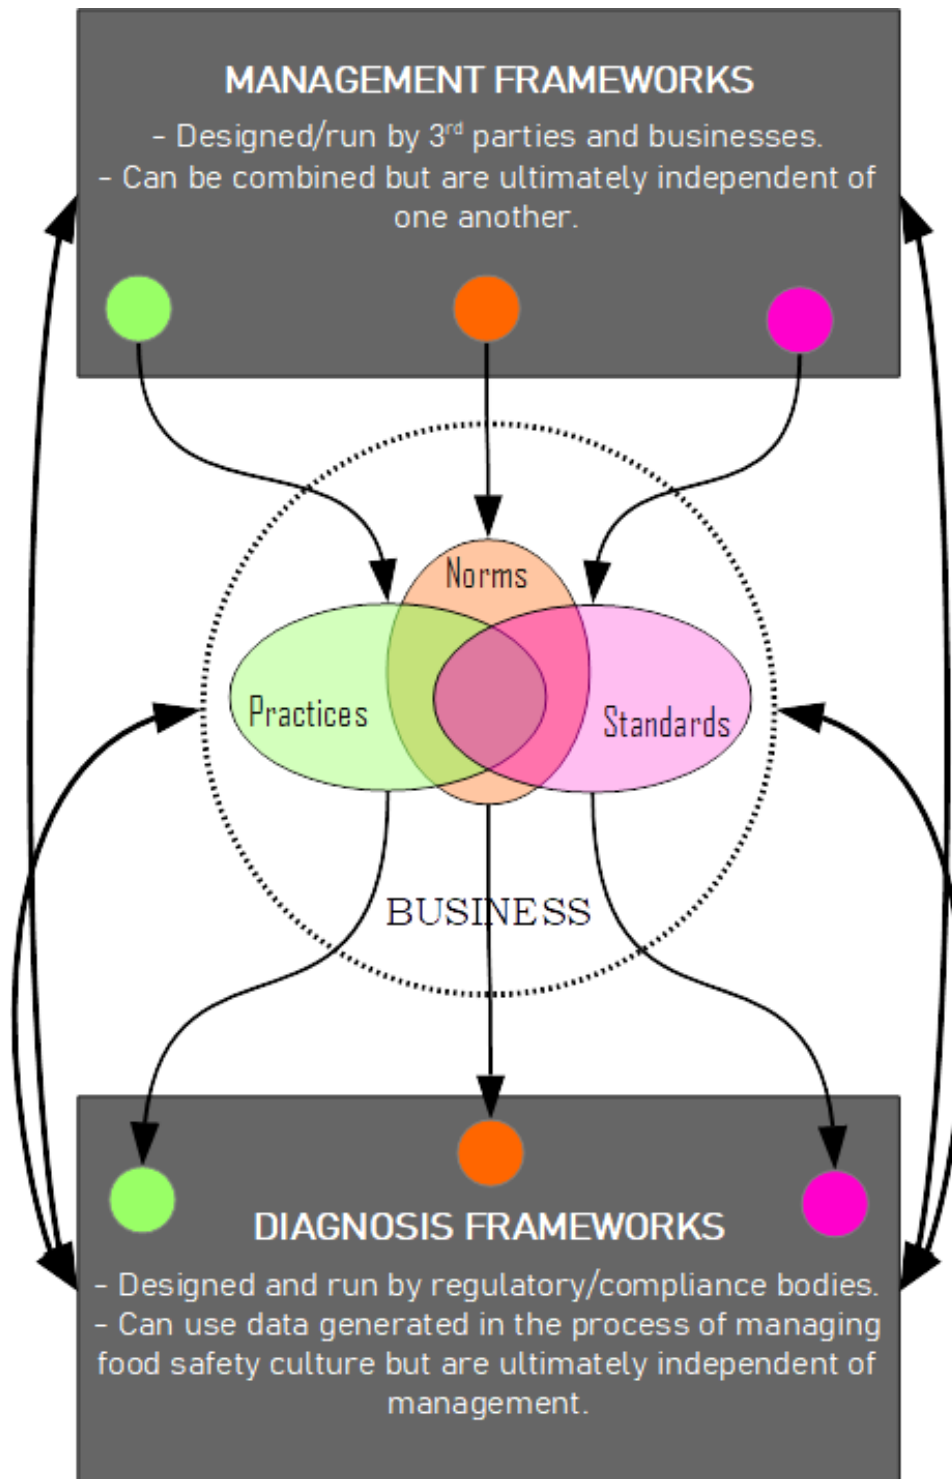 MANAGEMENT FRAMEWORKS
- Designed/run by 3rd parties and businesses.
- Can be combined but are ultimately independent of
one another.
Norms
Practices
Standards
BUSINESS
DIAGNOSIS FRAMEWORKS
- Designed and run by regulatory/compliance bodies.
- Can use data generated in the process of managing
food safety culture but are ultimately independent of
management.